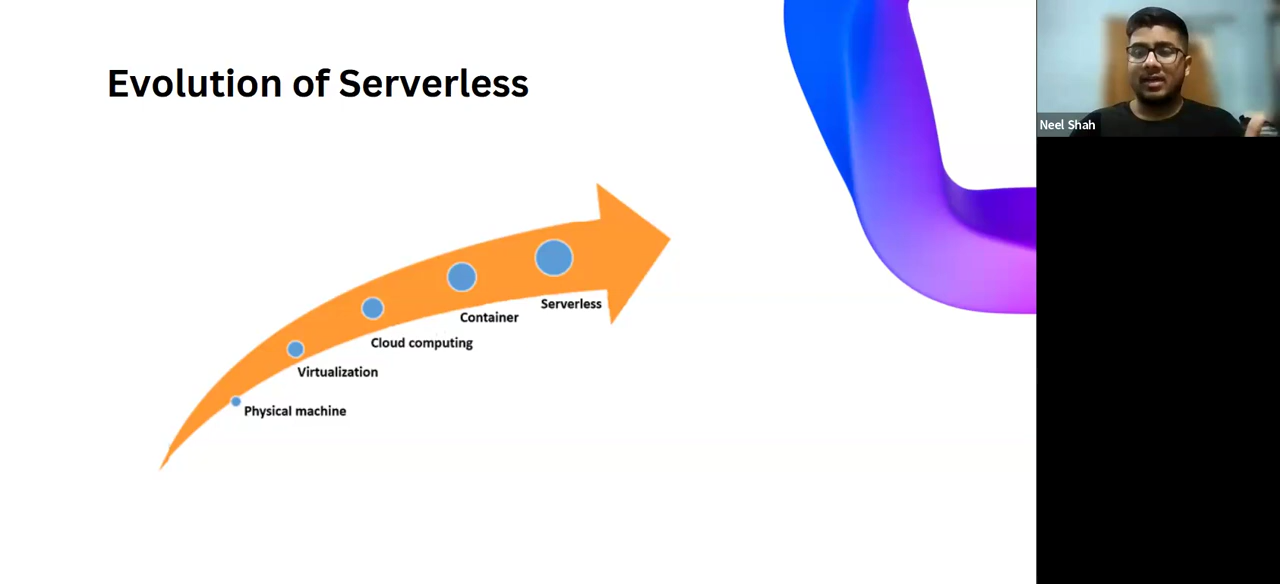 Evolution of Serverless
Neel Shah
Serverless
Container
Cloud computing
Virtualization
Physical machine